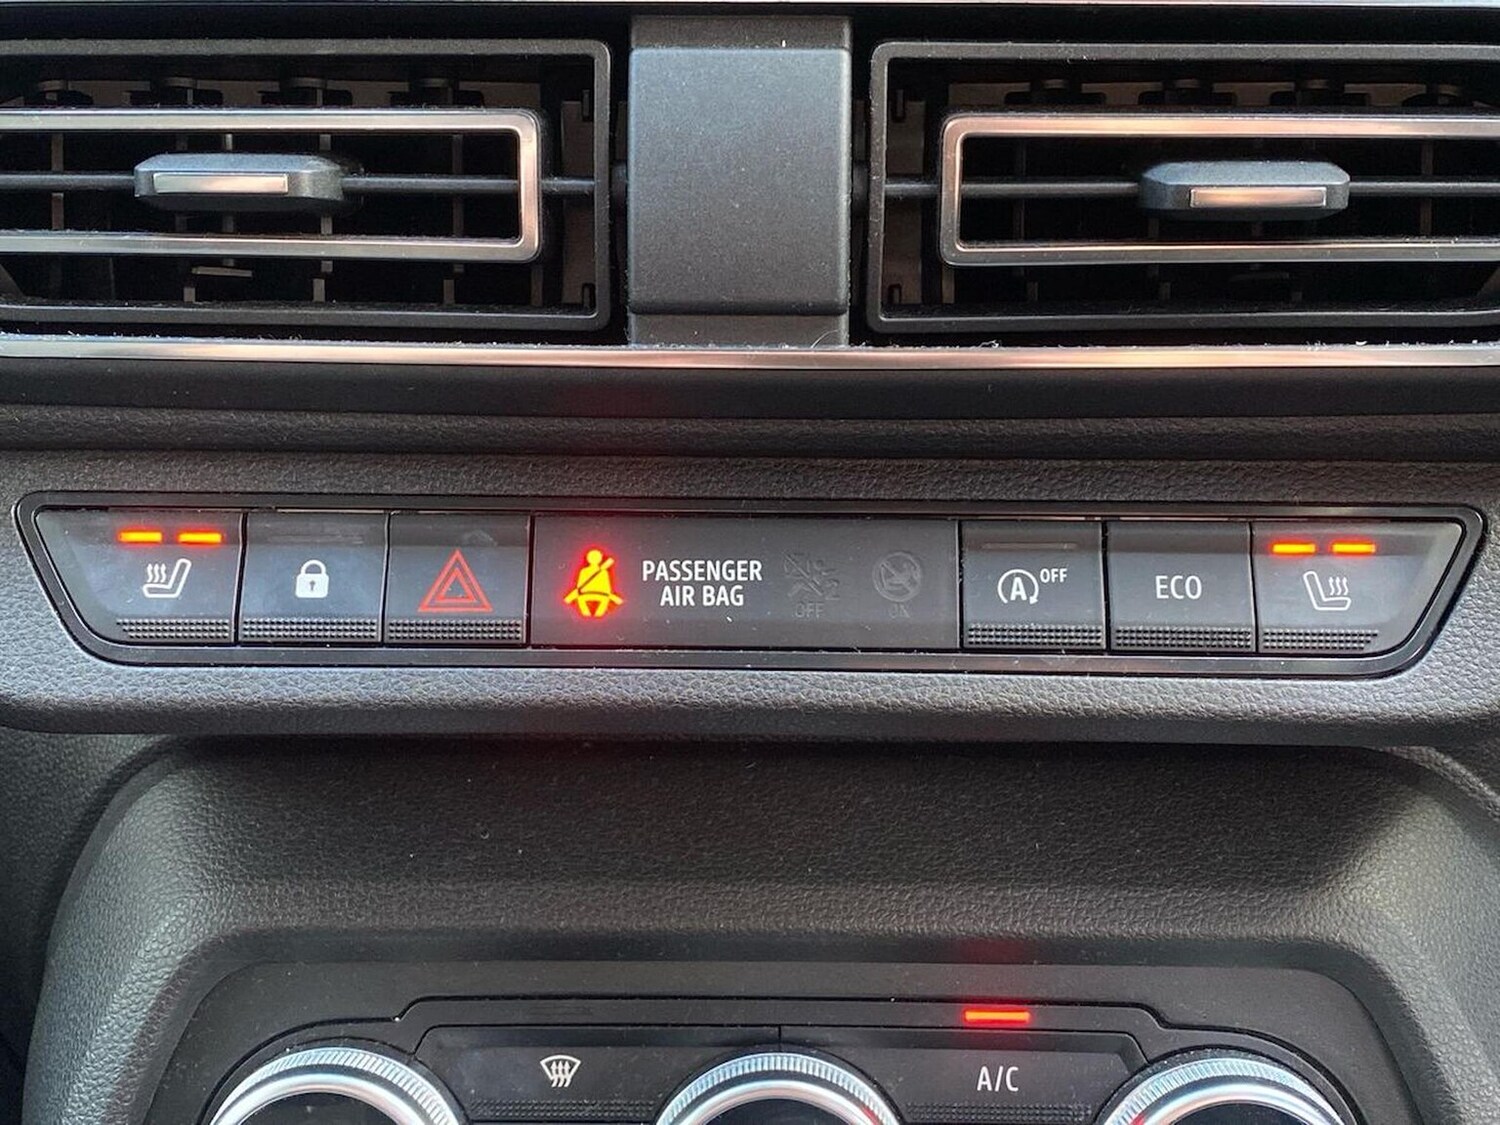 PASSENGER
AIR BAG
OFF
ON
OFF
A
ECO
A/C